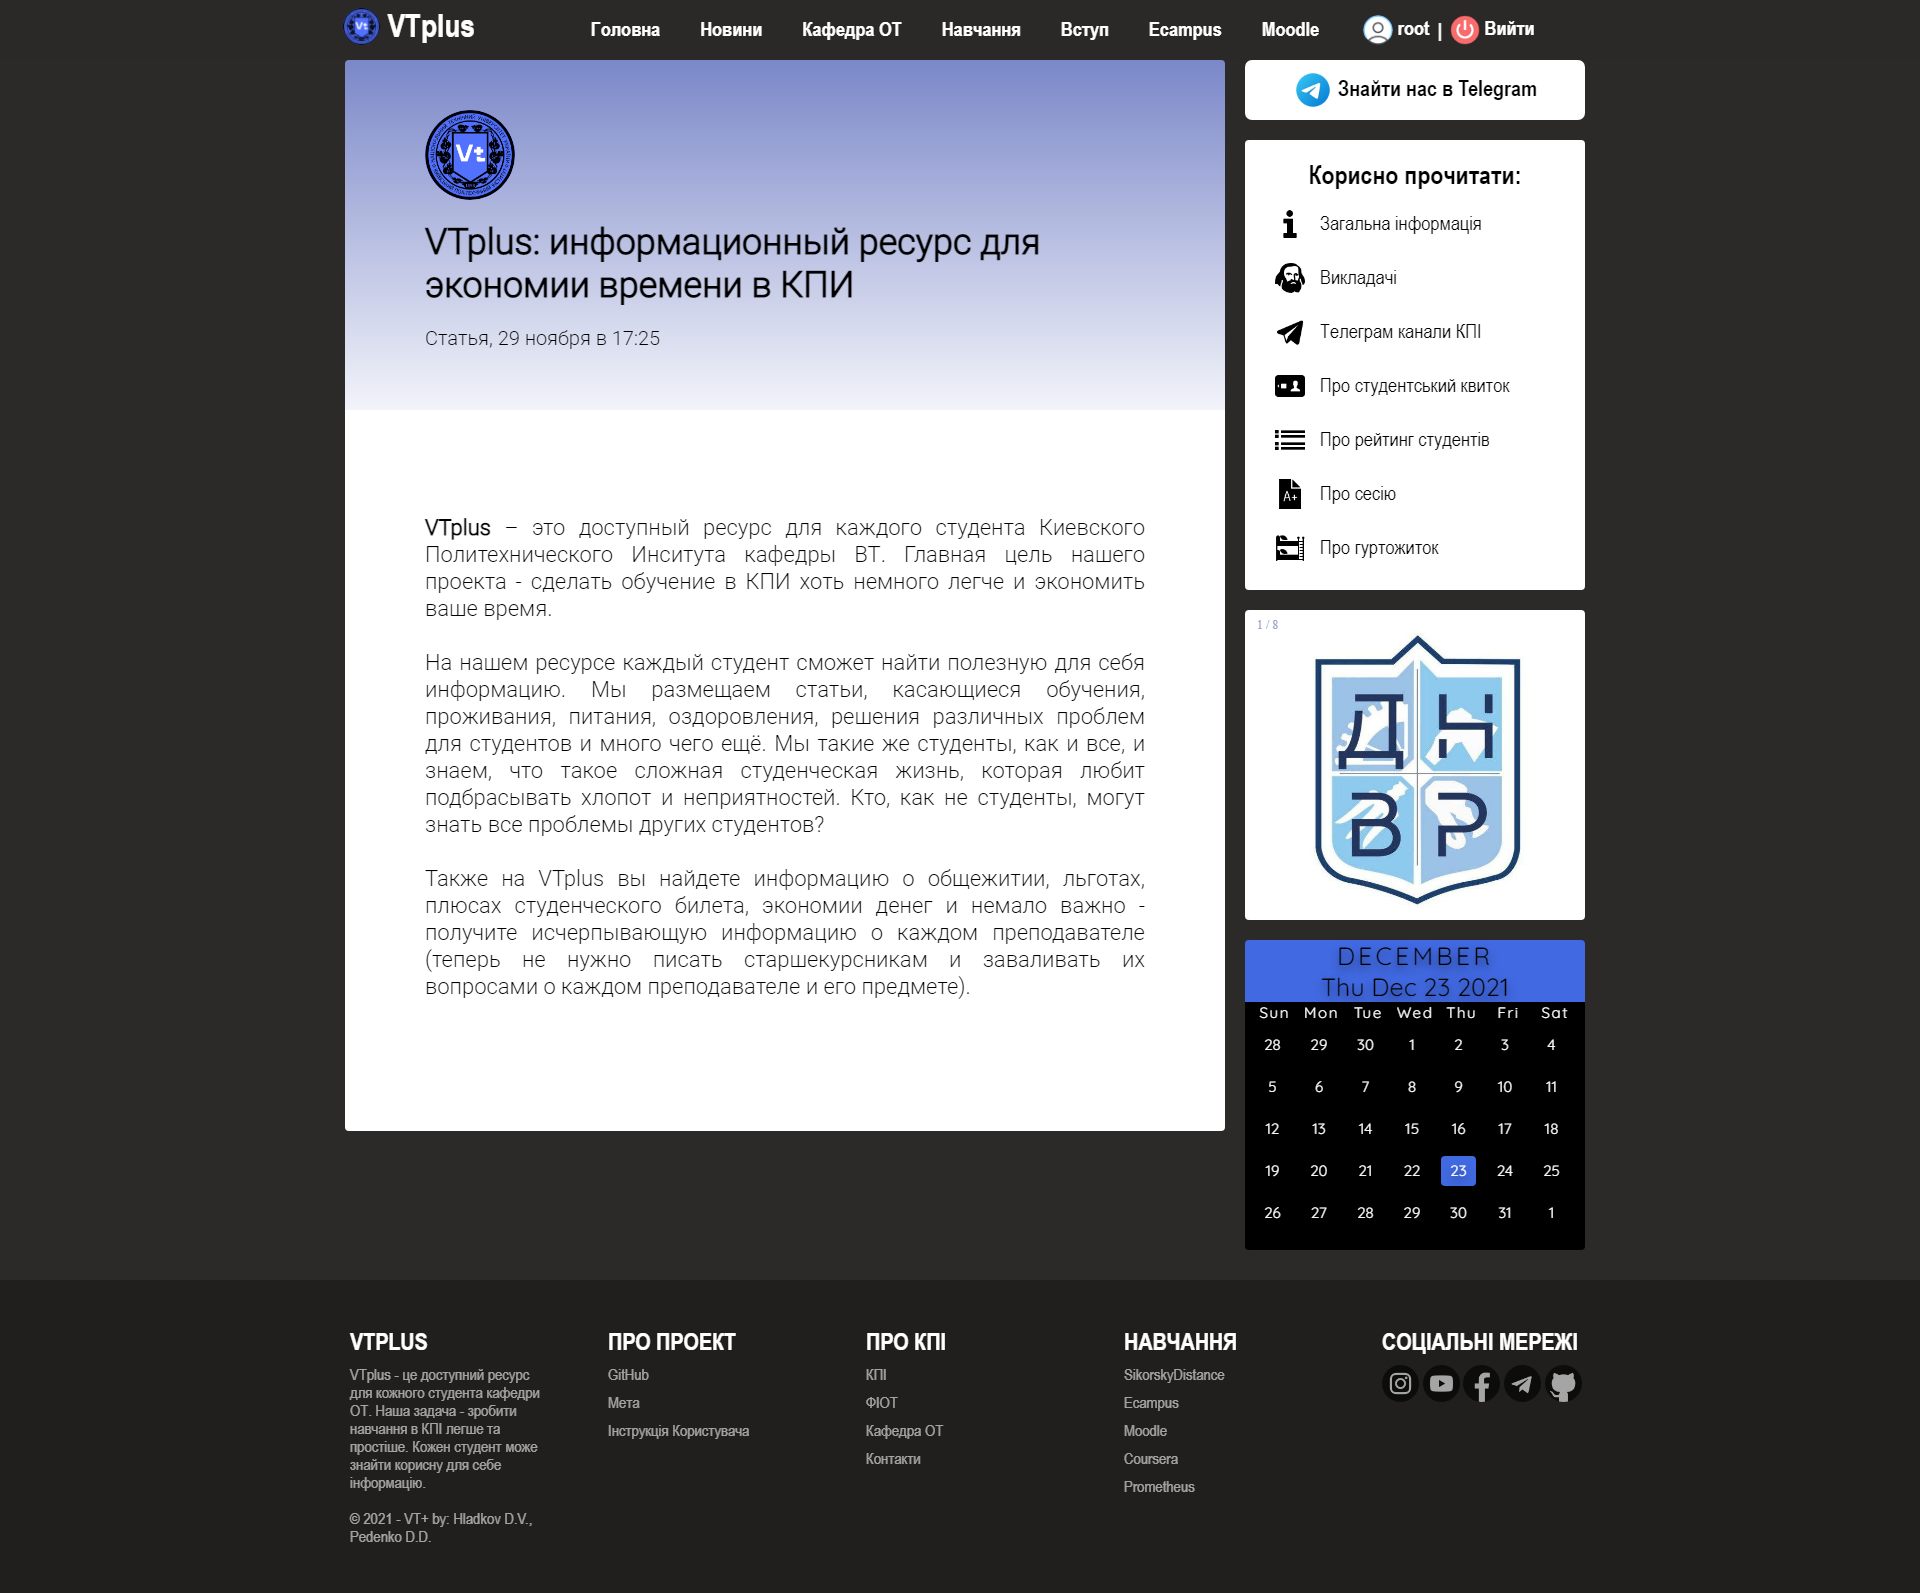 VTplus
Головна Новини Кафедра ОТ Навчання Вступ Ecampus Moodle root | Вийти
Vt
VTplus: информационный ресурс для
экономии времени в КПИ
Статья, 29 ноября в 17:25
VTplus – это доступный ресурс для каждого студента Киевского
Политехнического Инситута кафедры ВТ. Главная цель нашего
проекта - сделать обучение в КПИ хоть немного легче и экономить
ваше время.
На нашем ресурсе каждый студент сможет найти полезную для себя
информацию. Мы размещаем статьи, касающиеся обучения,
проживания, питания, оздоровления, решения различных проблем
для студентов и много чего ещё. Мы такие же студенты, как и все, и
знаем, что такое сложная студенческая жизнь, которая любит
подбрасывать хлопот и неприятностей. Кто, как не студенты, могут
знать все проблемы других студентов?
Также на VTplus вы найдете информацию о общежитии, льготах,
плюсах студенческого билета, экономии денег и немало важно -
получите исчерпывающую информацию о каждом преподавателе
(теперь не нужно писать старшекурсникам и заваливать их
вопросами о каждом преподавателе и его предмете).
Знайти нас в Telegram
Корисно прочитати:
Загальна інформація
Викладачі
Телеграм канали КПІ
Про студентський квиток
Про рейтинг студентів
A+
Про сесію
Про гуртожиток
1 / 8
Д Н
В Р
DECEMBER
Thu Dec 23 2021
Sun Mon Tue Wed Thu Fri Sat
28 29 30 1 2 3 4
5 6 7 8 9 10 11
12 13 14 15 16 17 18
19 20 21 22 23 24 25
26 27 28 29 30 31 1
VTPLUS
VTplus - це доступний ресурс
для кожного студента кафедри
ОТ. Наша задача - зробити
навчання в КПІ легше та
простіше. Кожен студент може
знайти корисну для себе
інформацію.
© 2021 - VT+ by: Hladkov D.V.,
Pedenko D.D.
ПРО ПРОЕКТ
GitHub
Мета
Інструкція Користувача
ПРО КПІ
КПІ
ФІОТ
Кафедра ОТ
Контакти
НАВЧАННЯ
SikorskyDistance
Ecampus
Moodle
Coursera
Prometheus
СОЦІАЛЬНІ МЕРЕЖІ